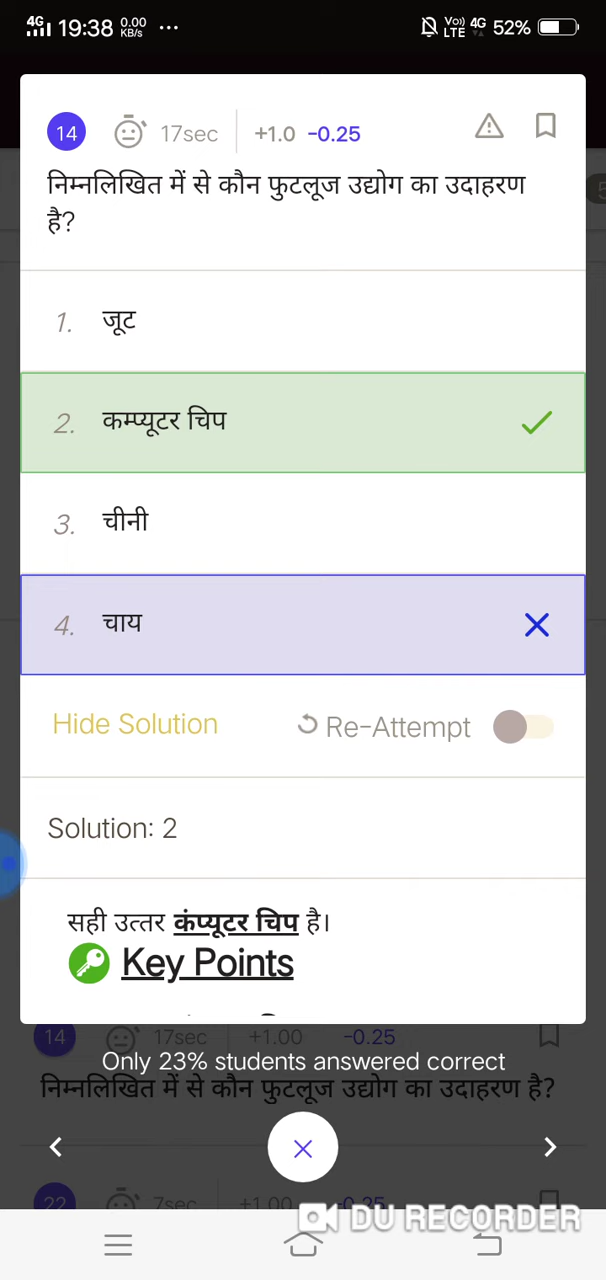 4G 19:38 0.00 KB/s ... Vo)) LTE 4G 52%
14 17sec +1.0 -0.25
निम्नलिखित में से कौन फुटलूज उद्योग का उदाहरण
है?
1. जूट
2. कम्प्यूटर चिप
3. चीनी
4. चाय
Hide Solution Re-Attempt
Solution: 2
सही उत्तर कंप्यूटर चिप है।
Key Points
14 17sec +1.00 -0.25
Only 23% students answered correct
निम्नलिखित में से कौन फुटलूज उद्योग का उदाहरण है?
22 7sec +1.00 -0.25
DU RECORDER